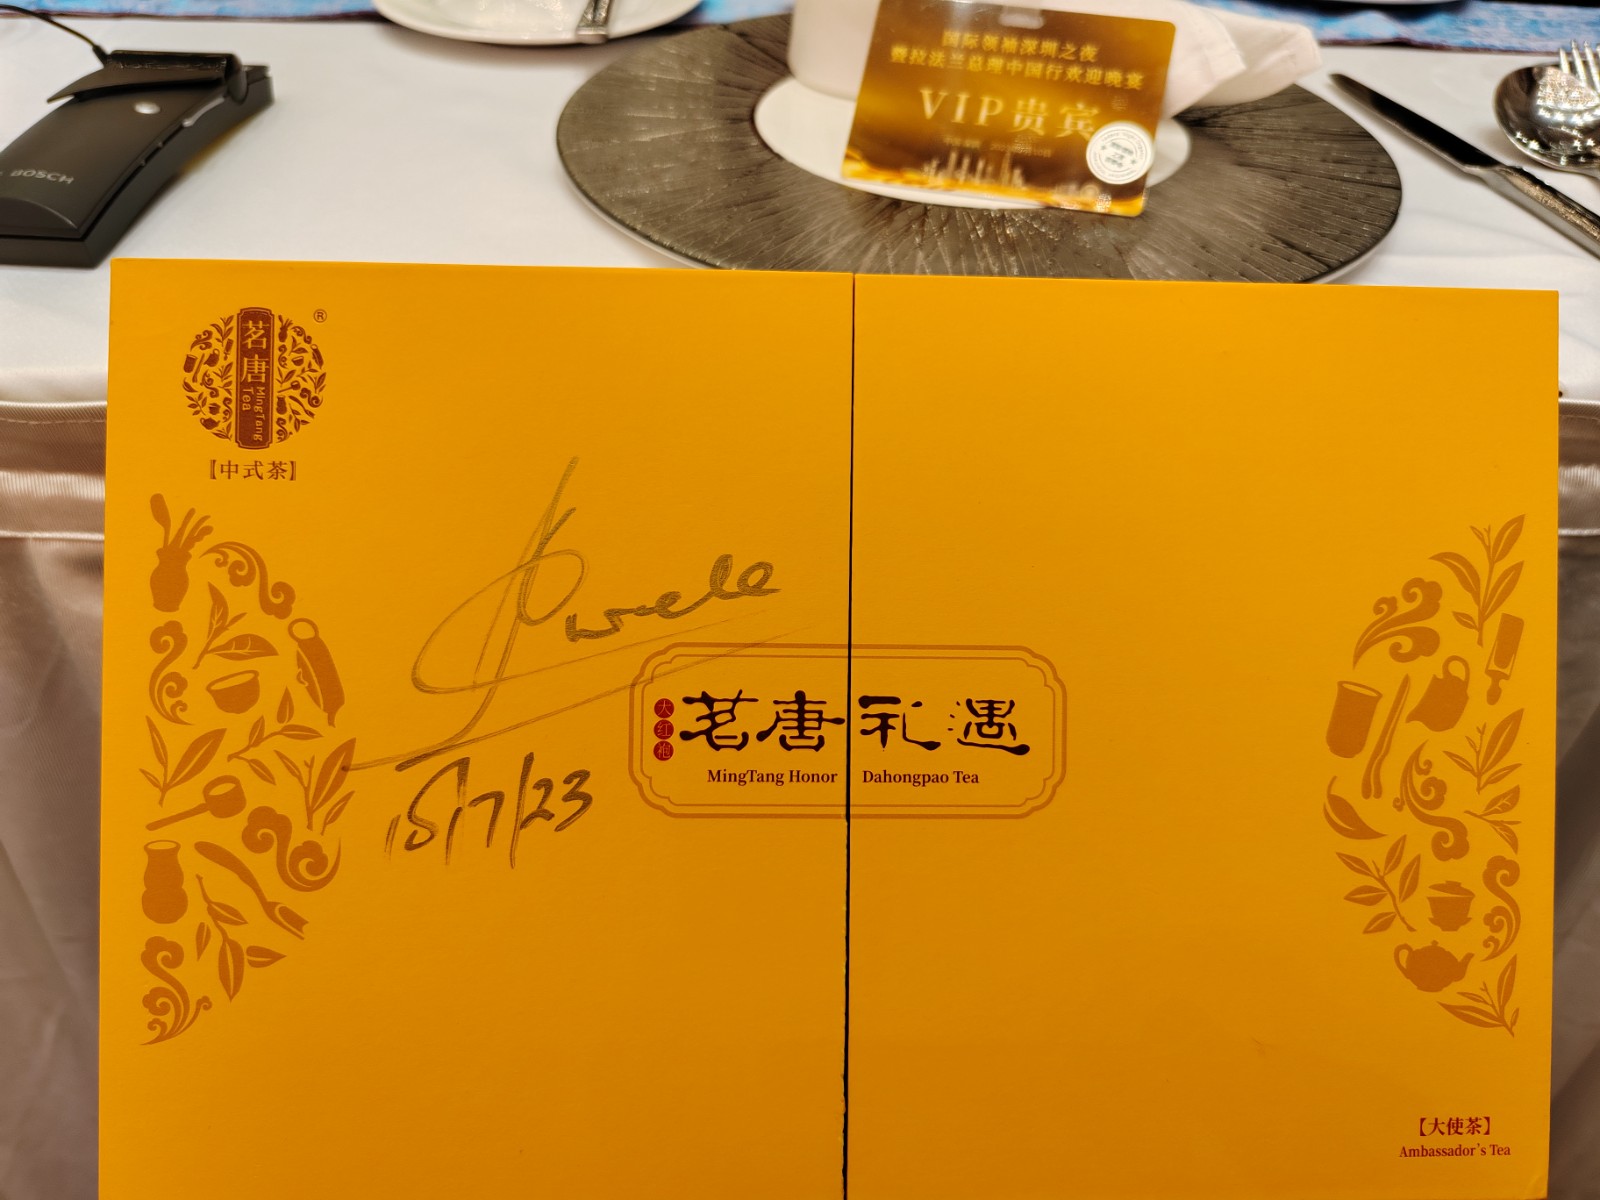 国际领袖深圳之夜
费拉法兰总理中国行欢迎晚宴
VIP贵宾
BOSCH
茗唐
MingTang
Tea
®
【中式茶】
18/7/23
大红袍
茗唐礼遇
MingTang Honor Dahongpao Tea
【大使茶】
Ambassador's Tea